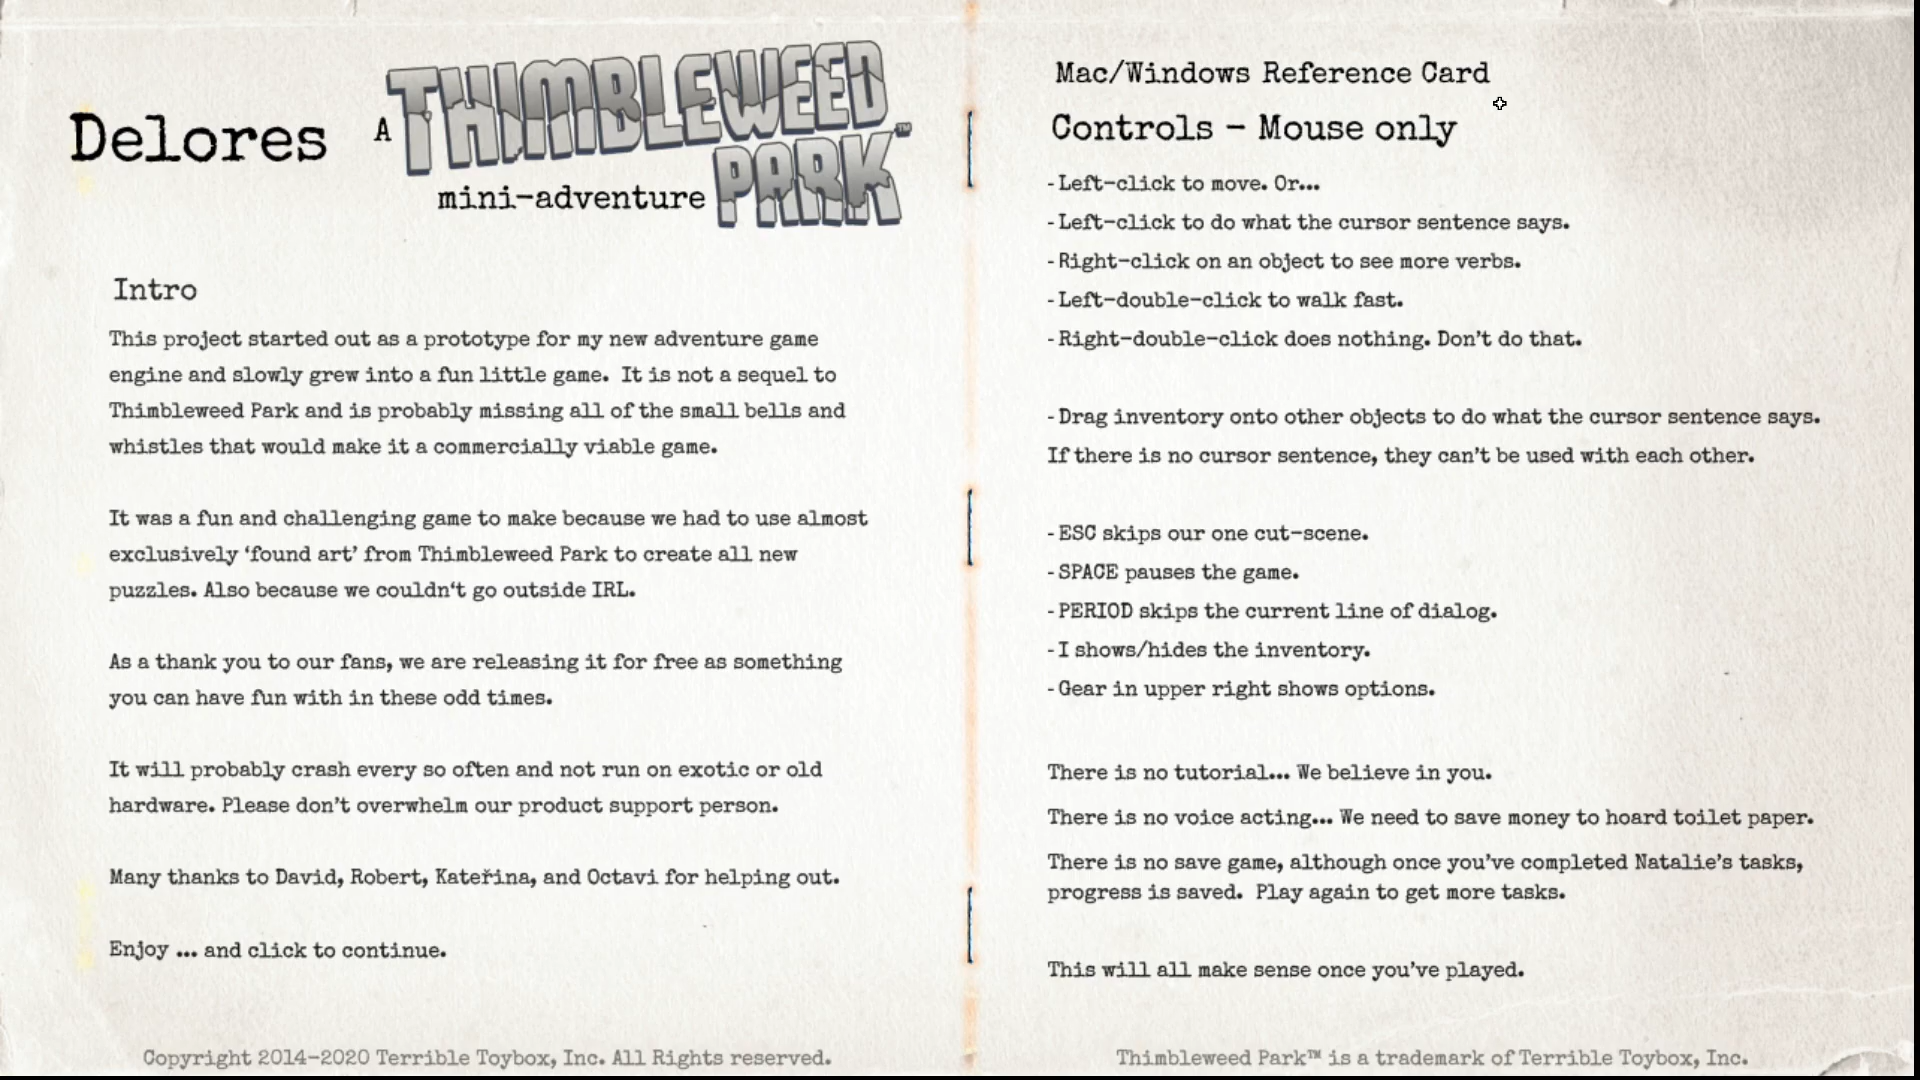 Delores
A THIMBLEWEED PARK™
mini-adventure
Intro
This project started out as a prototype for my new adventure game
engine and slowly grew into a fun little game.  It is not a sequel to
Thimbleweed Park and is probably missing all of the small bells and
whistles that would make it a commercially viable game.
It was a fun and challenging game to make because we had to use almost
exclusively ‘found art’ from Thimbleweed Park to create all new
puzzles. Also because we couldn‘t go outside IRL.
As a thank you to our fans, we are releasing it for free as something
you can have fun with in these odd times.
It will probably crash every so often and not run on exotic or old
hardware. Please don’t overwhelm our product support person.
Many thanks to David, Robert, Kateřina, and Octavi for helping out.
Enjoy ... and click to continue.
Copyright 2014-2020 Terrible Toybox, Inc. All Rights reserved.
Mac/Windows Reference Card
Controls - Mouse only
- Left-click to move. Or...
- Left-click to do what the cursor sentence says.
- Right-click on an object to see more verbs.
- Left-double-click to walk fast.
- Right-double-click does nothing. Don’t do that.
- Drag inventory onto other objects to do what the cursor sentence says.
If there is no cursor sentence, they can’t be used with each other.
- ESC skips our one cut-scene.
- SPACE pauses the game.
- PERIOD skips the current line of dialog.
- I shows/hides the inventory.
- Gear in upper right shows options.
There is no tutorial... We believe in you.
There is no voice acting... We need to save money to hoard toilet paper.
There is no save game, although once you’ve completed Natalie’s tasks,
progress is saved.  Play again to get more tasks.
This will all make sense once you’ve played.
Thimbleweed Park™ is a trademark of Terrible Toybox, Inc.